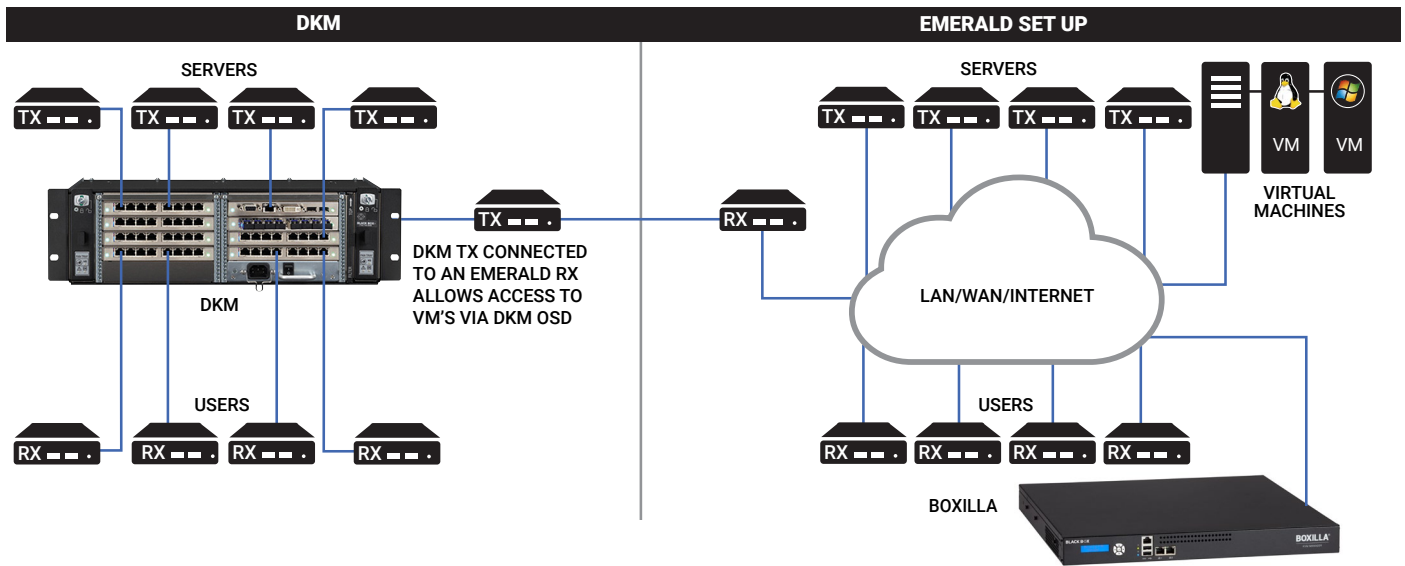 DKM
EMERALD SET UP
SERVERS
TX
TX
TX
TX
DKM
TX
DKM TX CONNECTED
TO AN EMERALD RX
ALLOWS ACCESS TO
VM'S VIA DKM OSD
USERS
RX
RX
RX
RX
SERVERS
TX
TX
TX
TX
VM
VM
VIRTUAL
MACHINES
RX
LAN/WAN/INTERNET
USERS
RX
RX
RX
RX
BOXILLA
BLACK BOX
BOXILLA